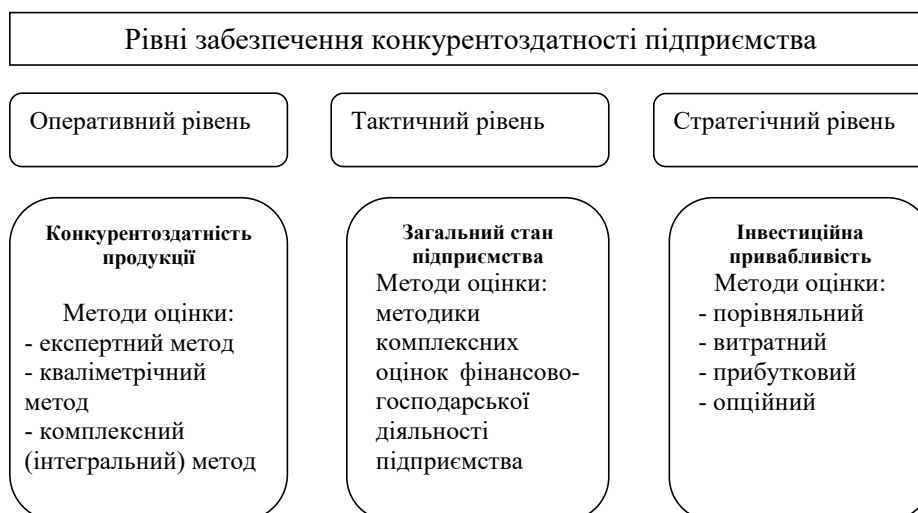 Рівні забезпечення конкурентоздатності підприємства
Оперативний рівень
Тактичний рівень
Стратегічний рівень
Конкурентоздатність
продукції
Методи оцінки:
- експертний метод
- кваліметрічний
метод
- комплексний
(інтегральний) метод
Загальний стан
підприємства
Методи оцінки:
методики
комплексних
оцінок фінансово-
господарської
діяльності
підприємства
Інвестиційна
привабливість
Методи оцінки:
- порівняльний
- витратний
- прибутковий
- опційний